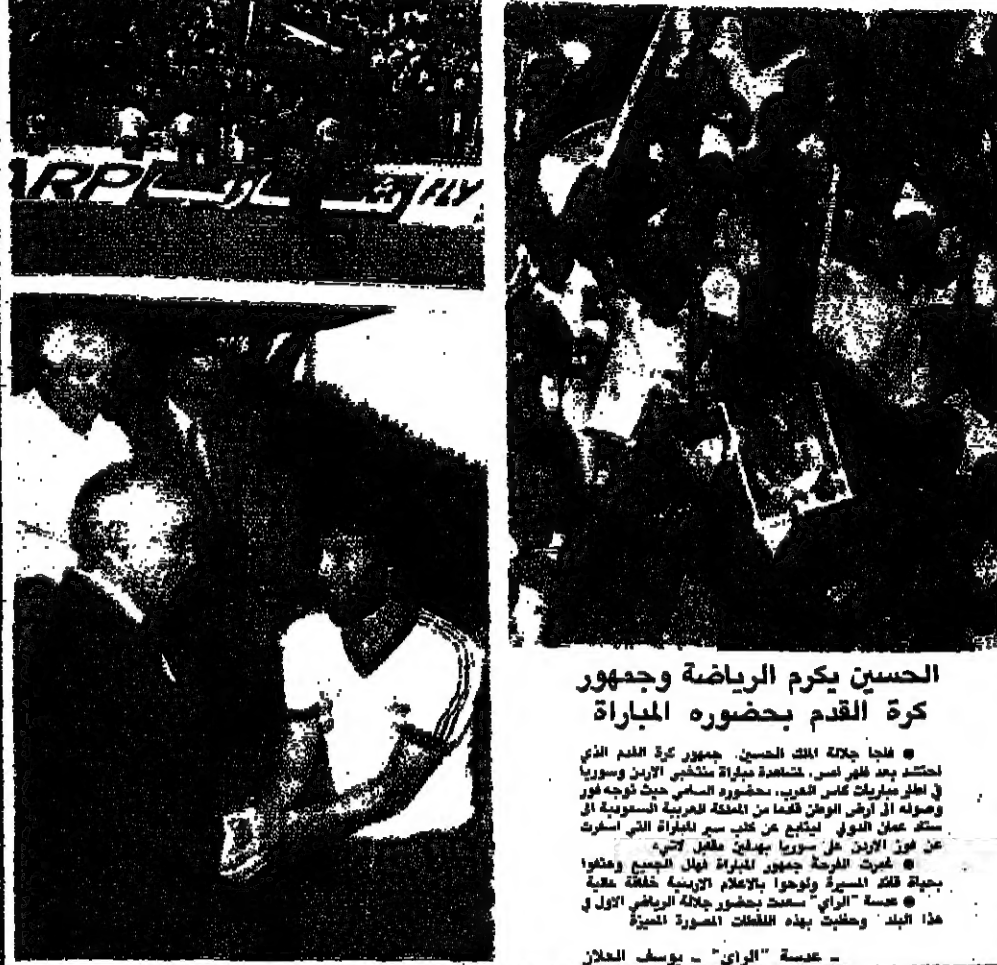 ARP
FLY
الحسين يكرم الرياضة وجمهور
كرة القدم بحضوره المباراة
● فاجأ جلالة الملك الحسين، جمهور كرة القدم الذي
احتشد بعد ظهر امس، لمشاهدة مباراة منتخبي الاردن وسوريا
في اطار مباريات كاس العرب، بحضوره السامي حيث توجه فور
وصوله الى ارض الوطن قادما من المملكة العربية السعودية الى
ستاد عمان الدولي ليتابع عن كثب سير المباراة التي اسفرت
عن فوز الاردن على سوريا بهدفين مقابل لاشيء
● غمرت الفرحة جمهور المباراة فهلل الجميع وهتفوا
بحياة قائد المسيرة ولوحوا بالاعلام الاردنية خفاقة عالية
● عدسة "الراي" سعدت بحضور جلالة الرياضي الاول في
هذا البلد وحظيت بهذه اللقطات المصورة المميزة
- عدسة "الراي" - يوسف العلان